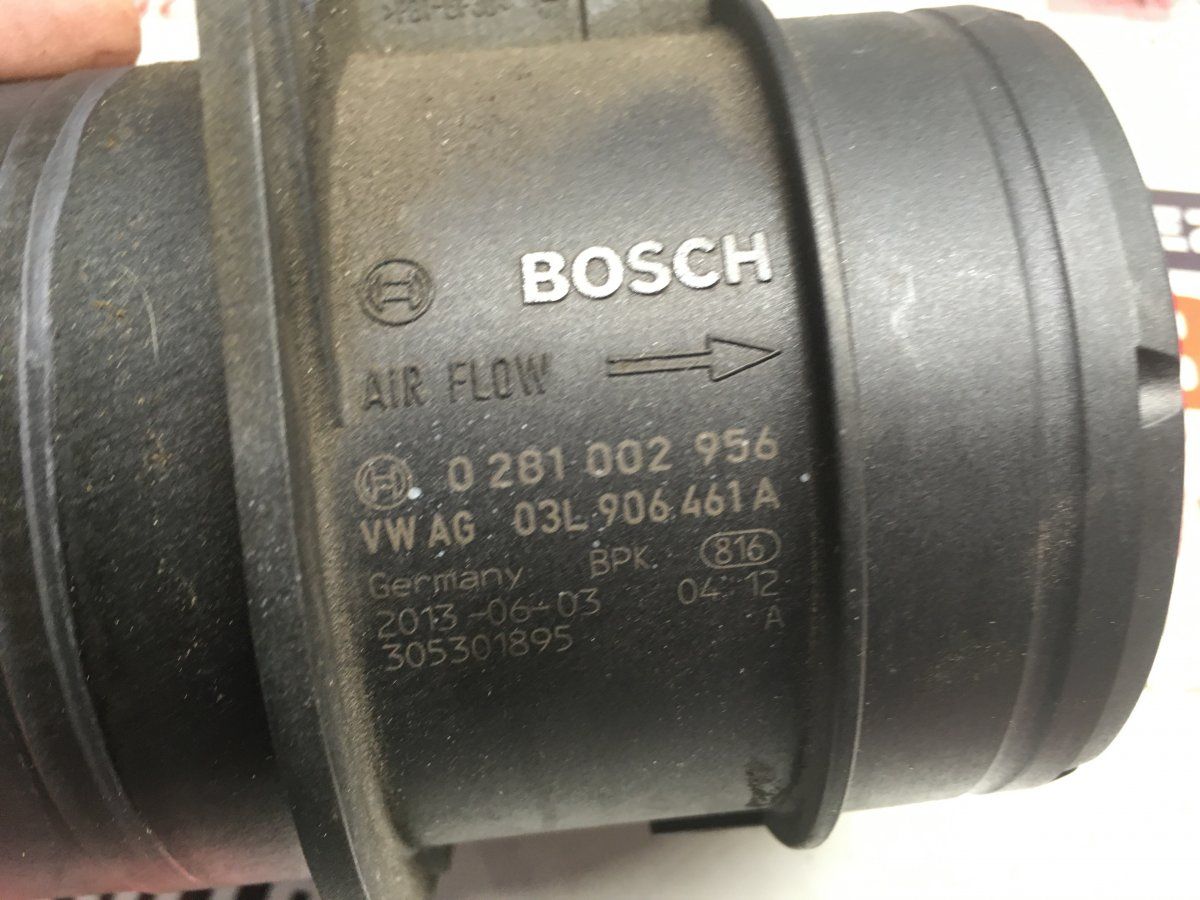 BOSCH
AIR FLOW
0 281 002 956
VW AG 03L 906 461 A
Germany BPK 816
2013-06-03 04:12
305301895 A